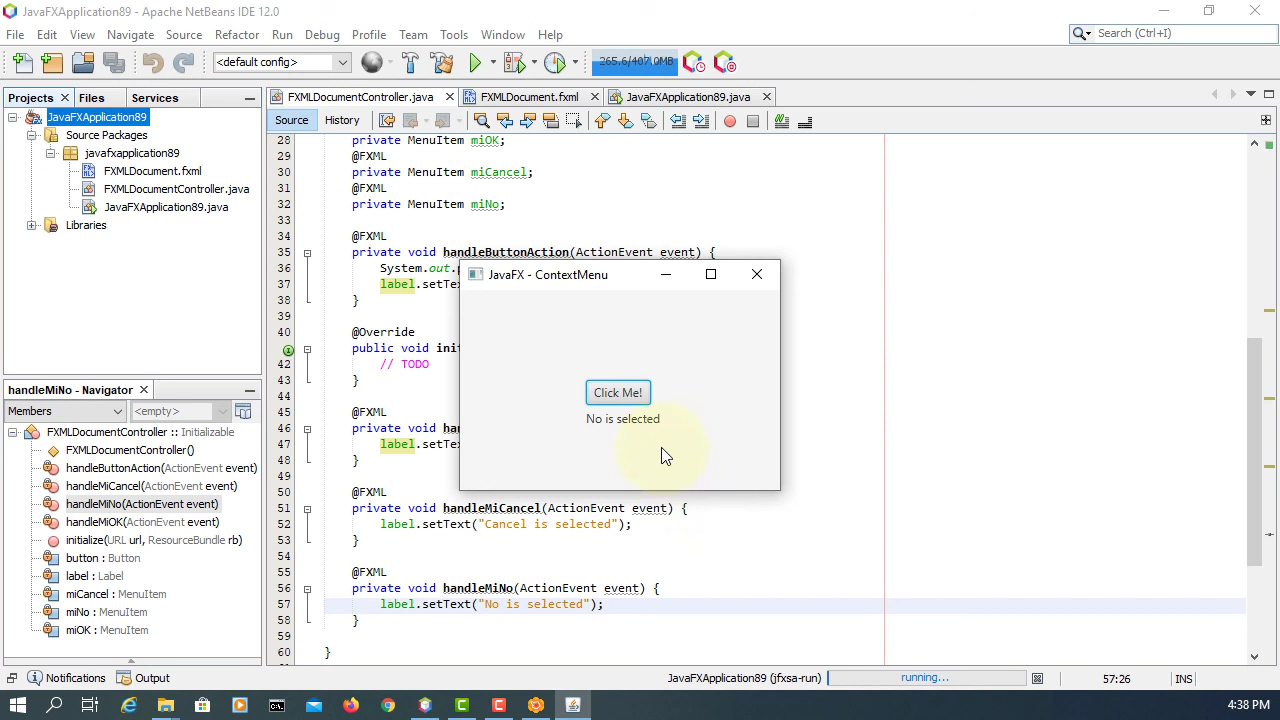 JavaFXApplication89 - Apache NetBeans IDE 12.0
File Edit View Navigate Source Refactor Run Debug Profile Team Tools Window Help
Search (Ctrl+I)
<default config>
265.6/407.0MB
Projects Files Services
FXMLDocumentController.java FXMLDocument.fxml JavaFXApplication89.java
Source History
JavaFXApplication89
Source Packages
javafxapplication89
FXMLDocument.fxml
FXMLDocumentController.java
JavaFXApplication89.java
Libraries
28 private MenuItem miOK;
29 @FXML
30 private MenuItem miCancel;
31 @FXML
32 private MenuItem miNo;
33
34 @FXML
35 private void handleButtonAction(ActionEvent event) {
36 System.out.p
37 label.setTex
38 }
39
40 @Override
public void init
42 // TODO
43 }
44
45 @FXML
46 private void han
47 label.setTex
48 }
49
50 @FXML
51 private void handleMiCancel(ActionEvent event) {
52 label.setText("Cancel is selected");
53 }
54
55 @FXML
56 private void handleMiNo(ActionEvent event) {
57 label.setText("No is selected");
58 }
59
60 }
JavaFX - ContextMenu
Click Me!
No is selected
handleMiNo - Navigator
Members <empty>
FXMLDocumentController :: Initializable
FXMLDocumentController()
handleButtonAction(ActionEvent event)
handleMiCancel(ActionEvent event)
handleMiNo(ActionEvent event)
handleMiOK(ActionEvent event)
initialize(URL url, ResourceBundle rb)
button : Button
label : Label
miCancel : MenuItem
miNo : MenuItem
miOK : MenuItem
Notifications Output
JavaFXApplication89 (jfxsa-run) running... 57:26 INS
4:38 PM